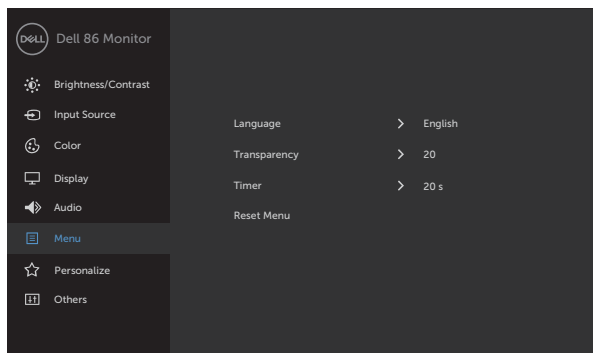 DELL Dell 86 Monitor
Brightness/Contrast
Input Source
Color
Display
Audio
Menu
Personalize
Others
Language > English
Transparency > 20
Timer > 20 s
Reset Menu